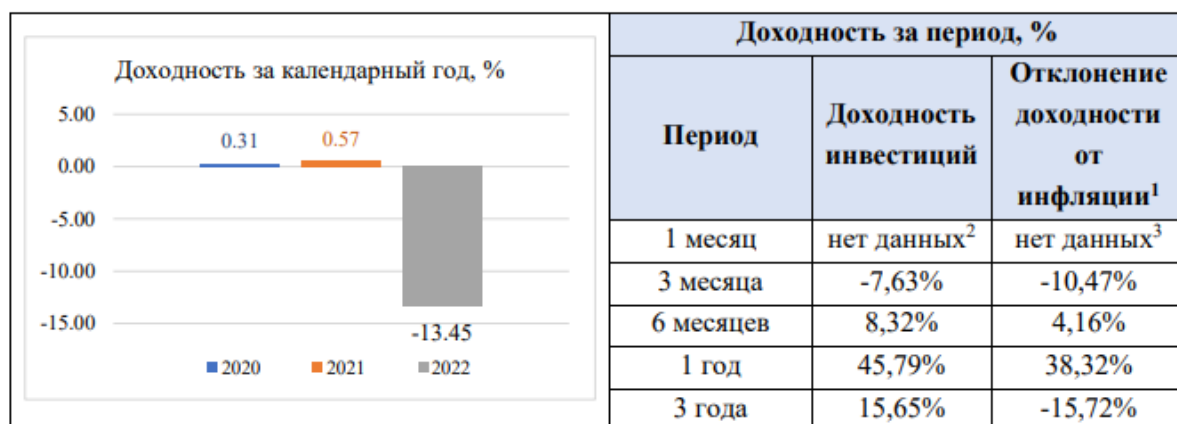 Доходность за календарный год, %
5.00
0.00
-5.00
-10.00
-15.00
0.31
0.57
-13.45
2020 2021 2022
Доходность за период, %
Период
Доходность
инвестиций
Отклонение
доходности
от
инфляции¹
1 месяц нет данных² нет данных³
3 месяца -7,63% -10,47%
6 месяцев 8,32% 4,16%
1 год 45,79% 38,32%
3 года 15,65% -15,72%